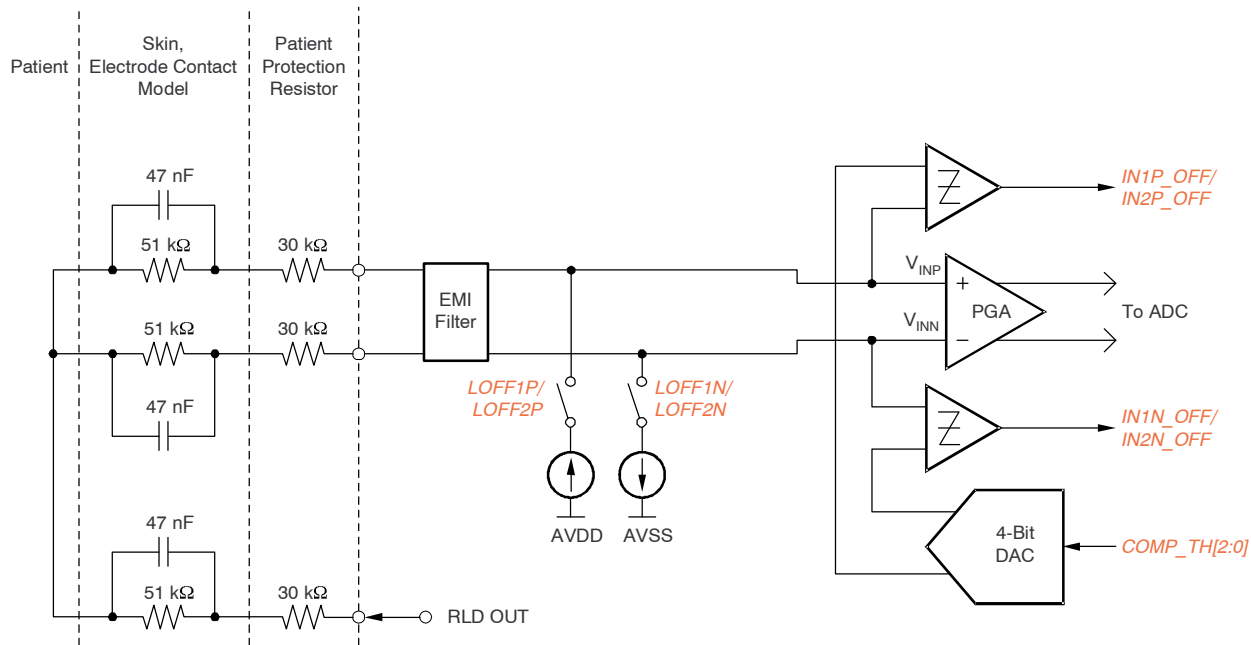 Patient
Skin,
Electrode Contact
Model
Patient
Protection
Resistor
47 nF
51 kΩ
30 kΩ
51 kΩ
30 kΩ
47 nF
47 nF
51 kΩ
30 kΩ
RLD OUT
EMI
Filter
LOFF1P/
LOFF2P
LOFF1N/
LOFF2N
AVDD
AVSS
IN1P_OFF/
IN2P_OFF
VINP
+
PGA
VINN
−
To ADC
IN1N_OFF/
IN2N_OFF
4-Bit
DAC
COMP_TH[2:0]